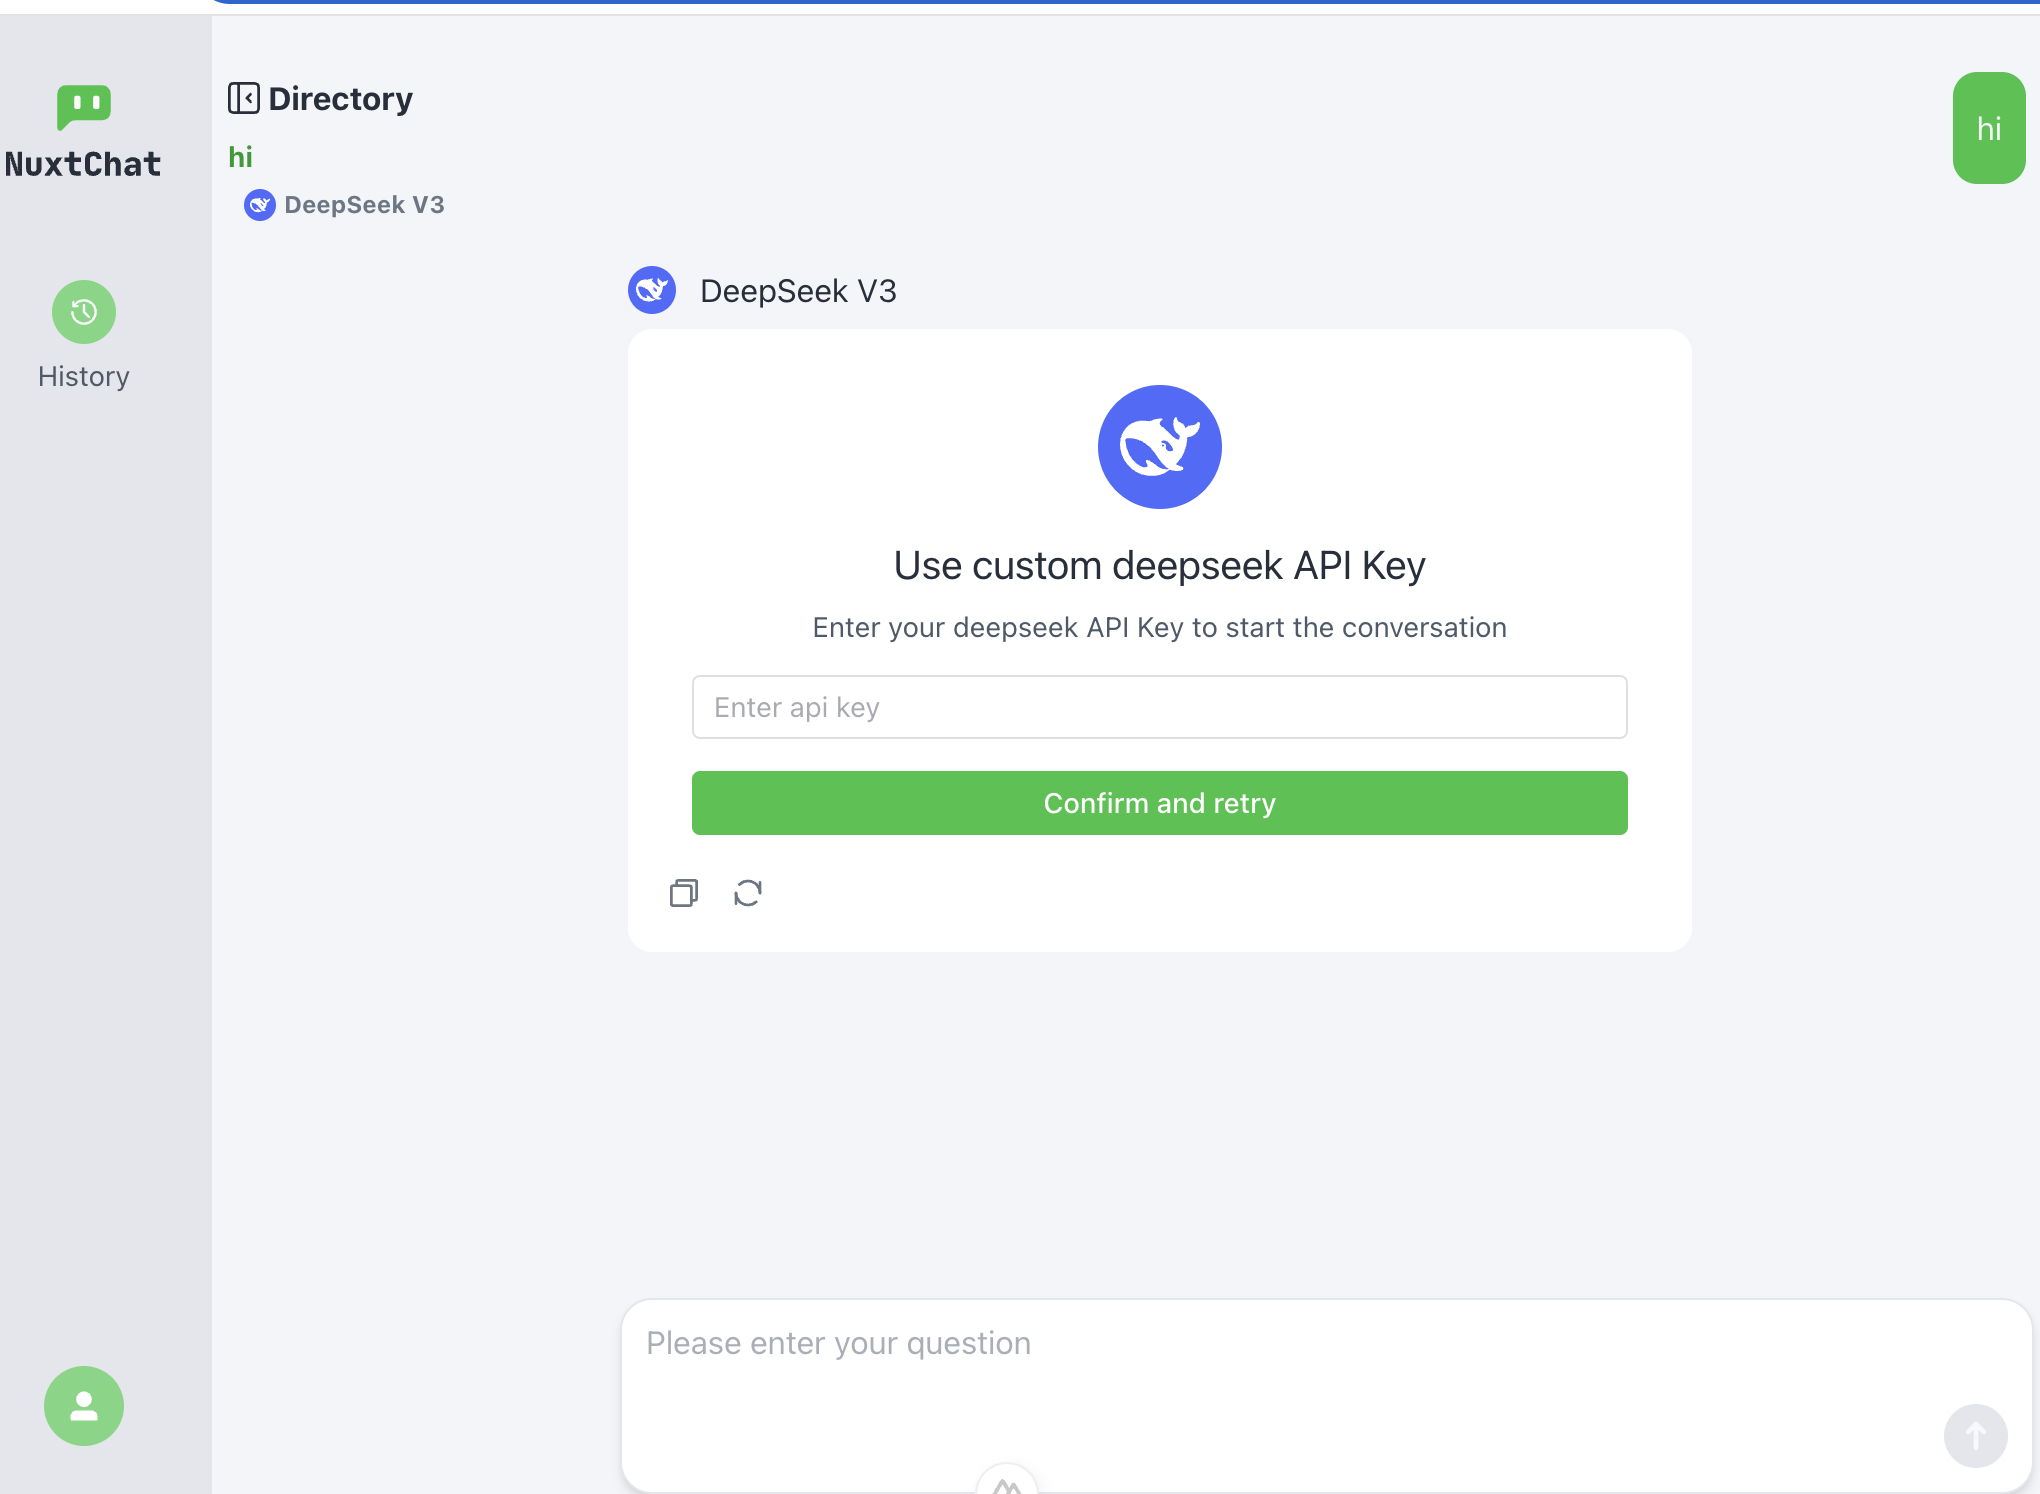 NuxtChat
History
Directory
hi
DeepSeek V3
hi
DeepSeek V3
Use custom deepseek API Key
Enter your deepseek API Key to start the conversation
Enter api key
Confirm and retry
Please enter your question